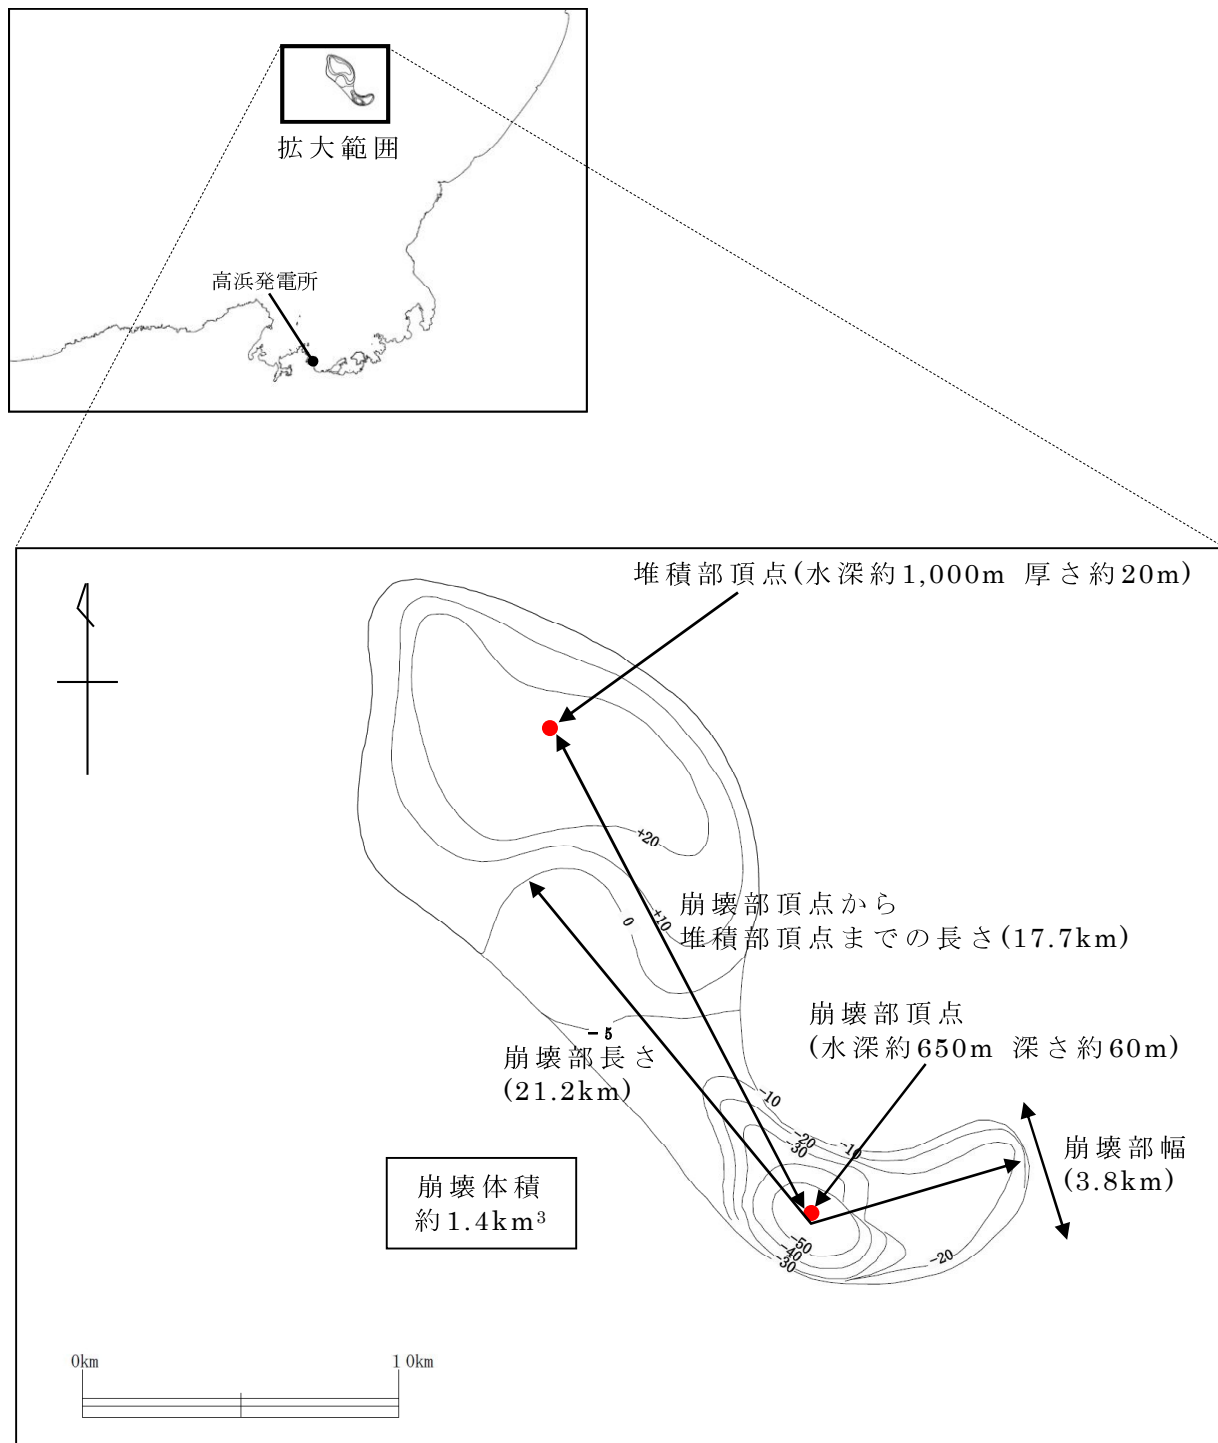 拡大範囲
高浜発電所
堆積部頂点(水深約1,000m 厚さ約20m)
+20
+10
0
崩壊部頂点から
堆積部頂点までの長さ(17.7km)
崩壊部頂点
(水深約650m 深さ約60m)
-5
崩壊部長さ
(21.2km)
-10
-20
-30
-10
崩壊部幅
(3.8km)
崩壊体積
約1.4km³
-50
-40
-30
-20
0km 10km